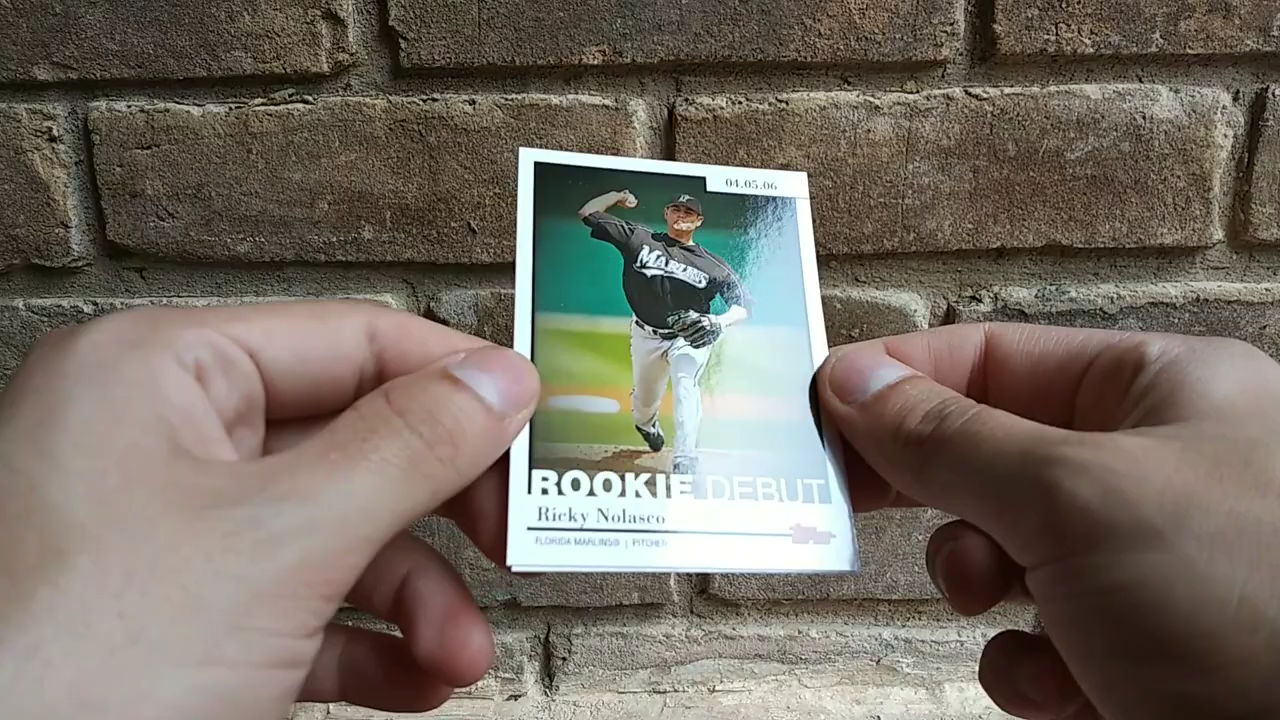 04.05.06
F
MARLINS
ROOKIE DEBUT
Ricky Nolasco
Topps
FLORIDA MARLINS® | PITCHER